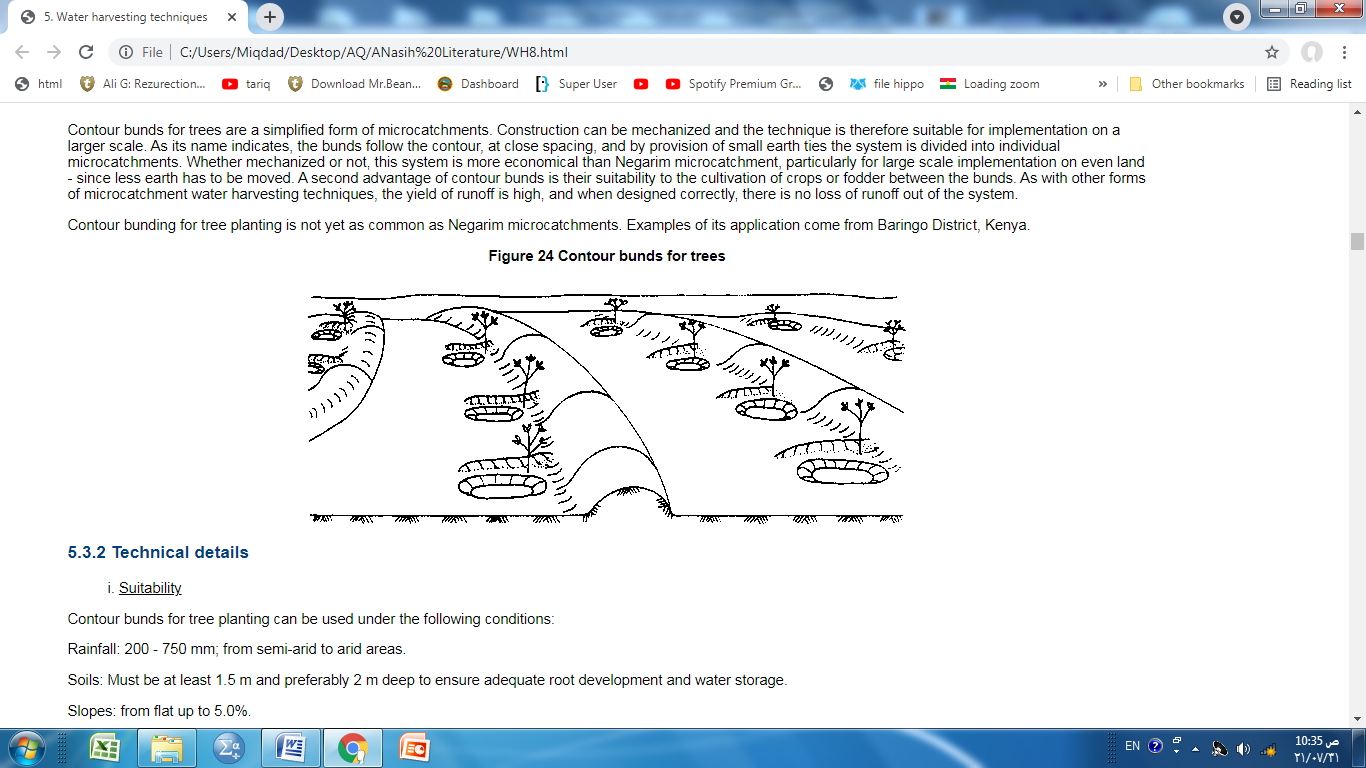 5. Water harvesting techniques
File
C:/Users/Miqdad/Desktop/AQ/ANasih%20Literature/WH8.html
html
Ali G: Rezurection...
tariq
Download Mr.Bean...
Dashboard
Super User
Spotify Premium Gr...
file hippo
Loading zoom
»
Other bookmarks
Reading list
Contour bunds for trees are a simplified form of microcatchments. Construction can be mechanized and the technique is therefore suitable for implementation on a
larger scale. As its name indicates, the bunds follow the contour, at close spacing, and by provision of small earth ties the system is divided into individual
microcatchments. Whether mechanized or not, this system is more economical than Negarim microcatchment, particularly for large scale implementation on even land
- since less earth has to be moved. A second advantage of contour bunds is their suitability to the cultivation of crops or fodder between the bunds. As with other forms
of microcatchment water harvesting techniques, the yield of runoff is high, and when designed correctly, there is no loss of runoff out of the system.
Contour bunding for tree planting is not yet as common as Negarim microcatchments. Examples of its application come from Baringo District, Kenya.
Figure 24 Contour bunds for trees
5.3.2 Technical details
i. Suitability
Contour bunds for tree planting can be used under the following conditions:
Rainfall: 200 - 750 mm; from semi-arid to arid areas.
Soils: Must be at least 1.5 m and preferably 2 m deep to ensure adequate root development and water storage.
Slopes: from flat up to 5.0%.
EN
10:35 ص
٢١/٠٧/٣١